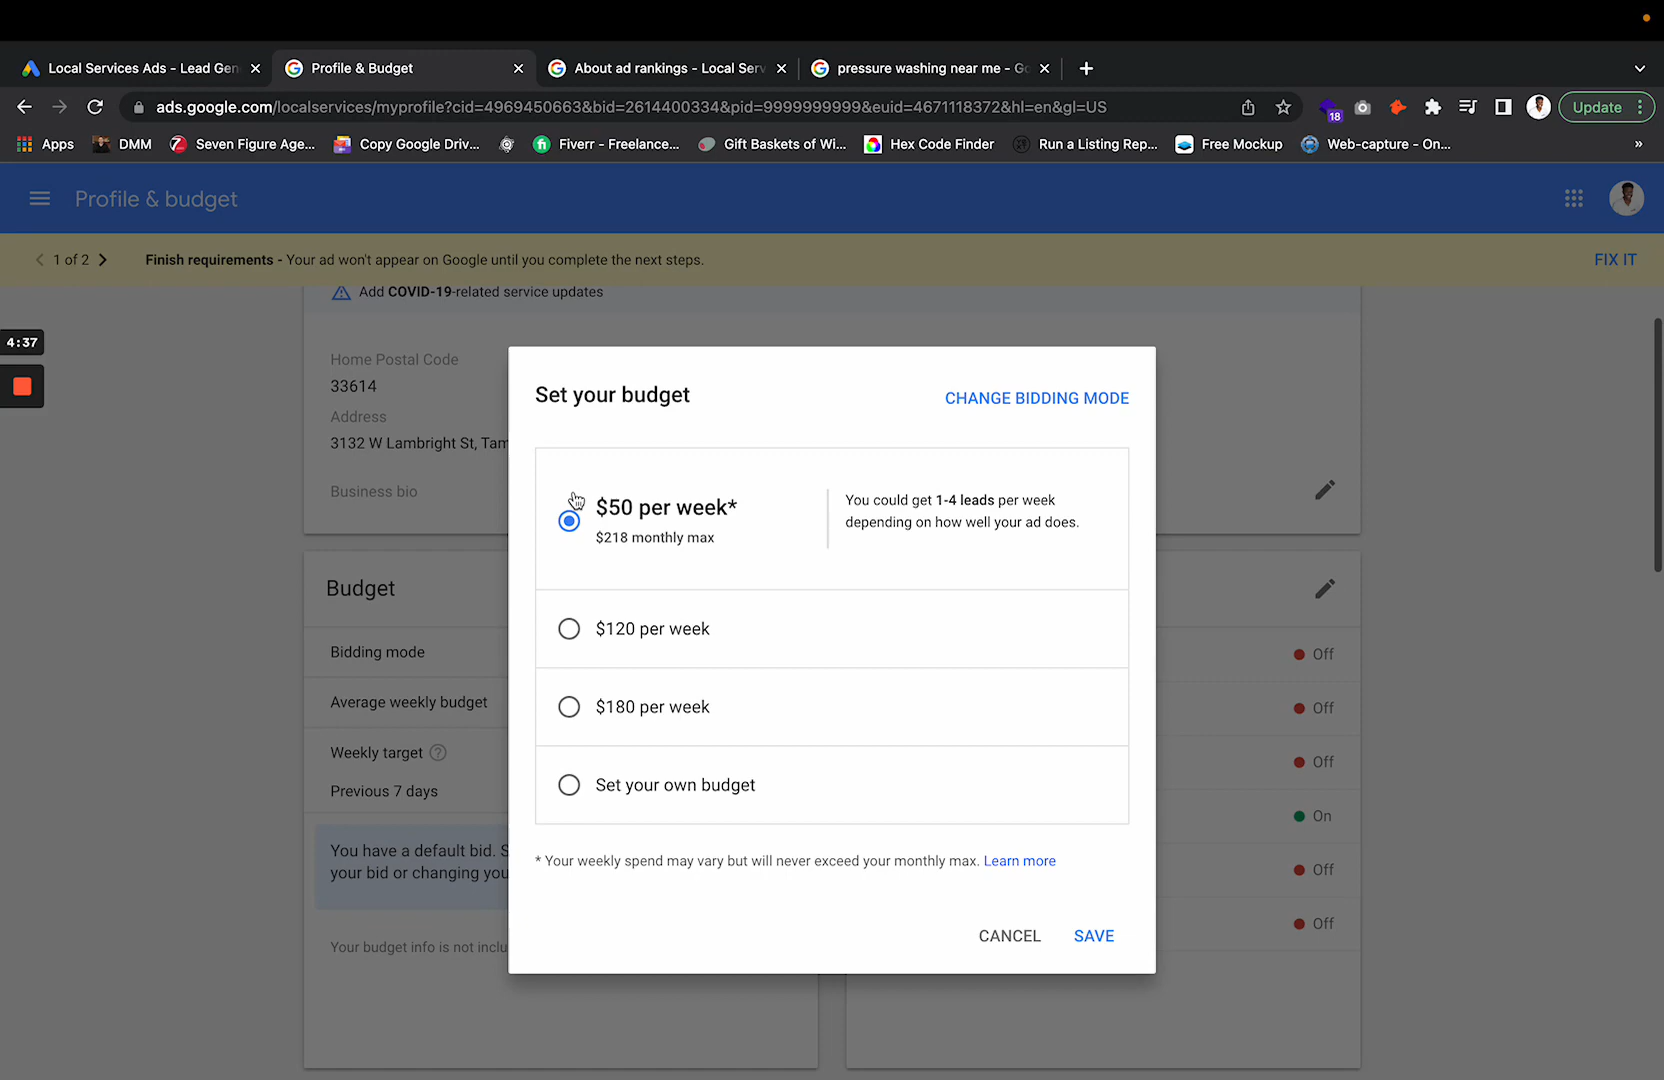 Local Services Ads - Lead Gen
Profile & Budget
About ad rankings - Local Serv
pressure washing near me - Go
ads.google.com/localservices/myprofile?cid=4969450663&bid=2614400334&pid=9999999999&euid=4671118372&hl=en&gl=US
18
Update
Apps
DMM
Seven Figure Age...
Copy Google Driv...
Fiverr - Freelance...
Gift Baskets of Wi...
Hex Code Finder
Run a Listing Rep...
Free Mockup
Web-capture - On...
»
Profile & budget
1 of 2
Finish requirements - Your ad won't appear on Google until you complete the next steps.
FIX IT
Add COVID-19-related service updates
4:37
Home Postal Code
33614
Address
3132 W Lambright St, Tam
Business bio
Set your budget
CHANGE BIDDING MODE
$50 per week*
$218 monthly max
You could get 1-4 leads per week
depending on how well your ad does.
$120 per week
$180 per week
Set your own budget
* Your weekly spend may vary but will never exceed your monthly max. Learn more
CANCEL
SAVE
Budget
Bidding mode
Average weekly budget
Weekly target ?
Previous 7 days
You have a default bid. S
your bid or changing you
Your budget info is not inclu
Off
Off
Off
On
Off
Off